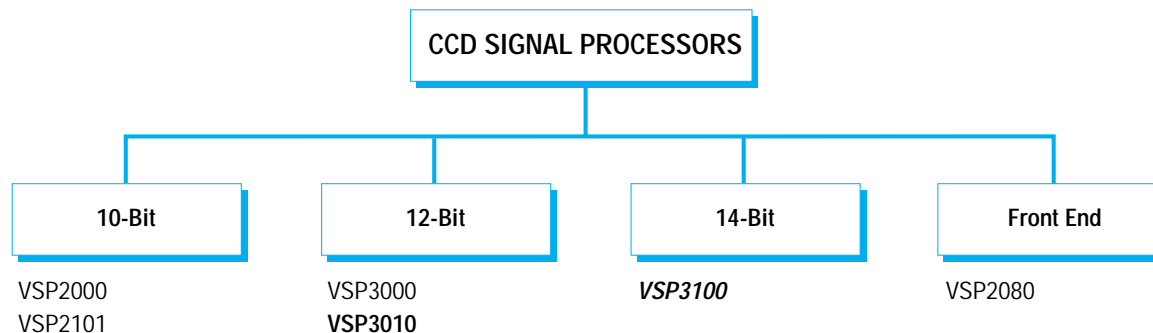 CCD SIGNAL PROCESSORS
10-Bit
12-Bit
14-Bit
Front End
VSP2000
VSP2101
VSP3000
VSP3010
VSP3100
VSP2080